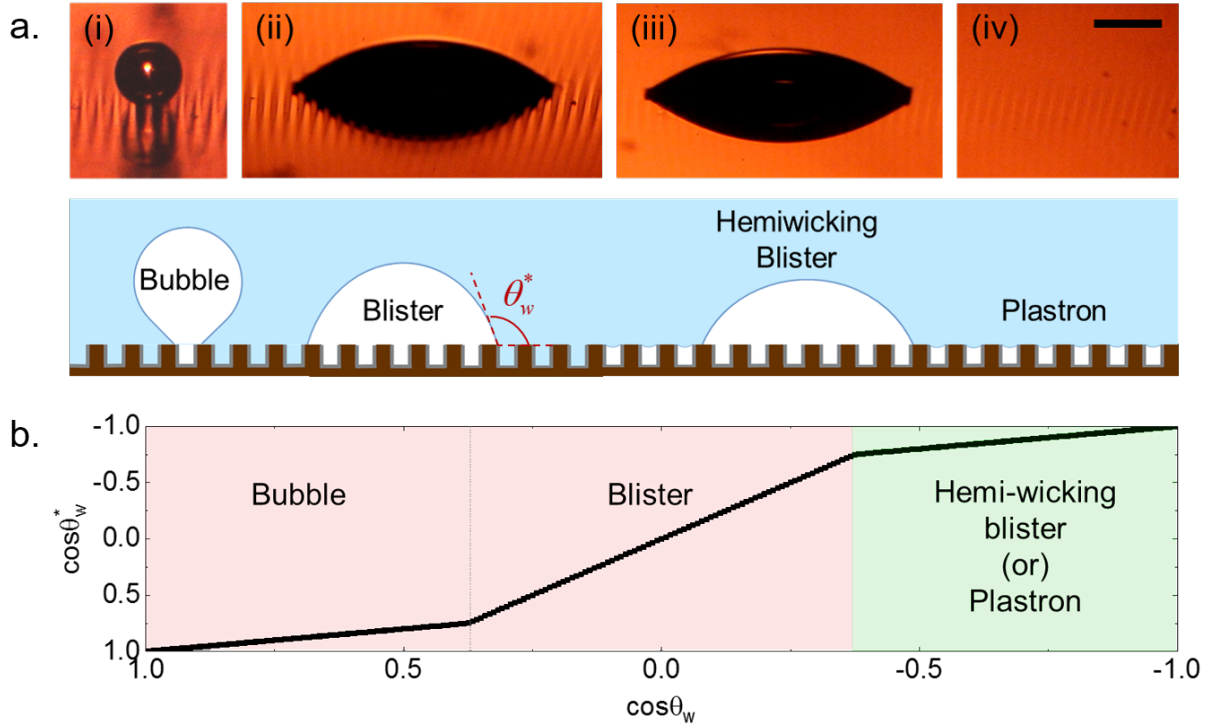 a.
(i)
(ii)
(iii)
(iv)
Bubble
Blister
θ*w
Hemiwicking
Blister
Plastron
b.
-1.0
-0.5
0.0
0.5
1.0
cosθw*
Bubble
Blister
Hemi-wicking
blister
(or)
Plastron
1.0
0.5
0.0
-0.5
-1.0
cosθw